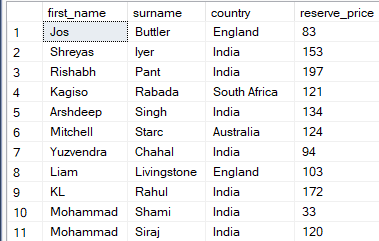 first_name surname country reserve_price
1 Jos Buttler England 83
2 Shreyas Iyer India 153
3 Rishabh Pant India 197
4 Kagiso Rabada South Africa 121
5 Arshdeep Singh India 134
6 Mitchell Starc Australia 124
7 Yuzvendra Chahal India 94
8 Liam Livingstone England 103
9 KL Rahul India 172
10 Mohammad Shami India 33
11 Mohammad Siraj India 120